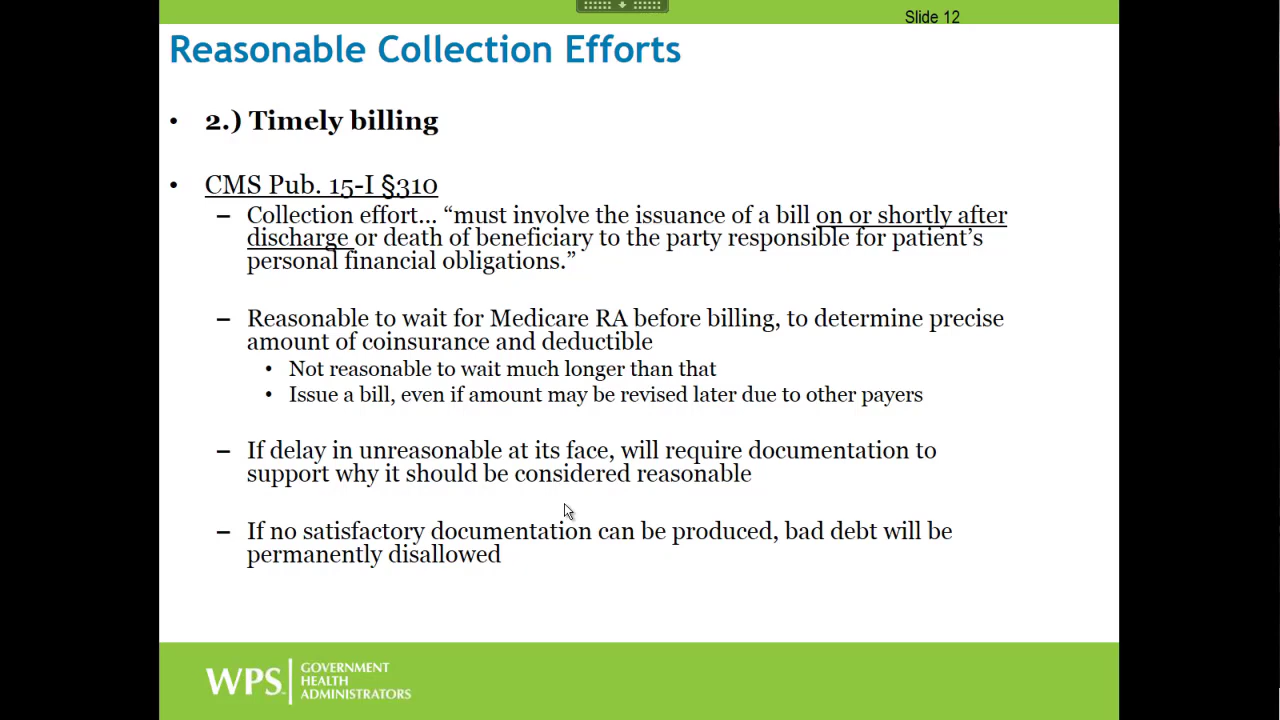 Slide 12
Reasonable Collection Efforts
• 2.) Timely billing
• CMS Pub. 15-I §310
– Collection effort… “must involve the issuance of a bill on or shortly after
discharge or death of beneficiary to the party responsible for patient’s
personal financial obligations.”
– Reasonable to wait for Medicare RA before billing, to determine precise
amount of coinsurance and deductible
• Not reasonable to wait much longer than that
• Issue a bill, even if amount may be revised later due to other payers
– If delay in unreasonable at its face, will require documentation to
support why it should be considered reasonable
– If no satisfactory documentation can be produced, bad debt will be
permanently disallowed
WPS
GOVERNMENT
HEALTH
ADMINISTRATORS